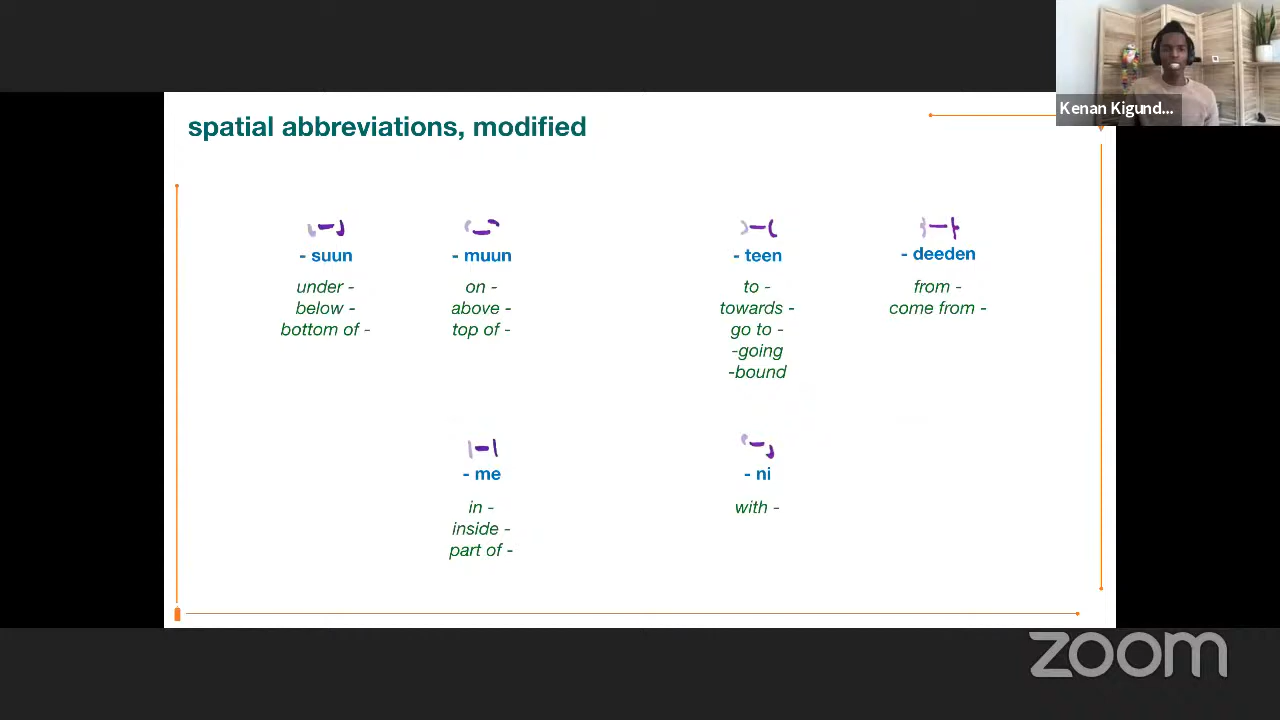 Kenan Kigund...
spatial abbreviations, modified
- suun
under -
below -
bottom of -
- muun
on -
above -
top of -
- teen
to -
towards -
go to -
-going
-bound
- deeden
from -
come from -
- me
in -
inside -
part of -
- ni
with -
zoom